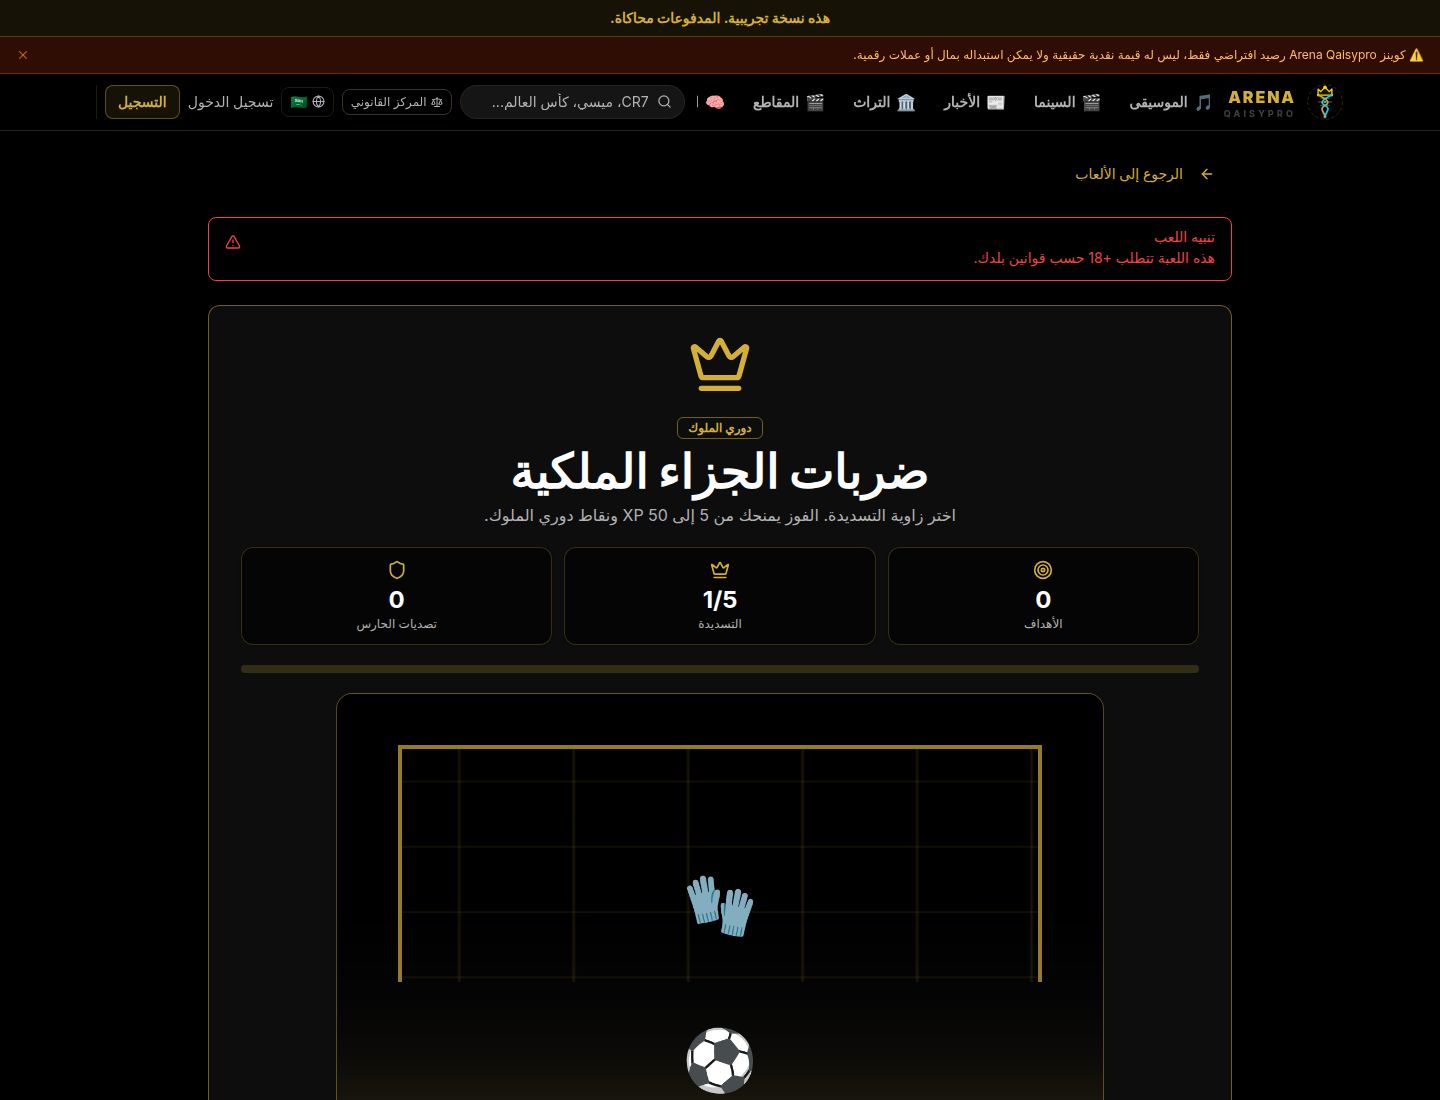 هذه نسخة تجريبية. المدفوعات محاكاة.
⚠️ كوينز Arena Qaisypro رصيد افتراضي فقط، ليس له قيمة نقدية حقيقية ولا يمكن استبداله بمال أو عملات رقمية.
ARENA
QAISYPRO
الموسيقى
السينما
الأخبار
التراث
المقاطع
CR7، ميسي، كأس العالم...
المركز القانوني
تسجيل الدخول
التسجيل
الرجوع إلى الألعاب
تنبيه اللعب
هذه اللعبة تتطلب +18 حسب قوانين بلدك.
دوري الملوك
ضربات الجزاء الملكية
اختر زاوية التسديدة. الفوز يمنحك من 5 إلى 50 XP ونقاط دوري الملوك.
0
الأهداف
1/5
التسديدة
0
تصديات الحارس